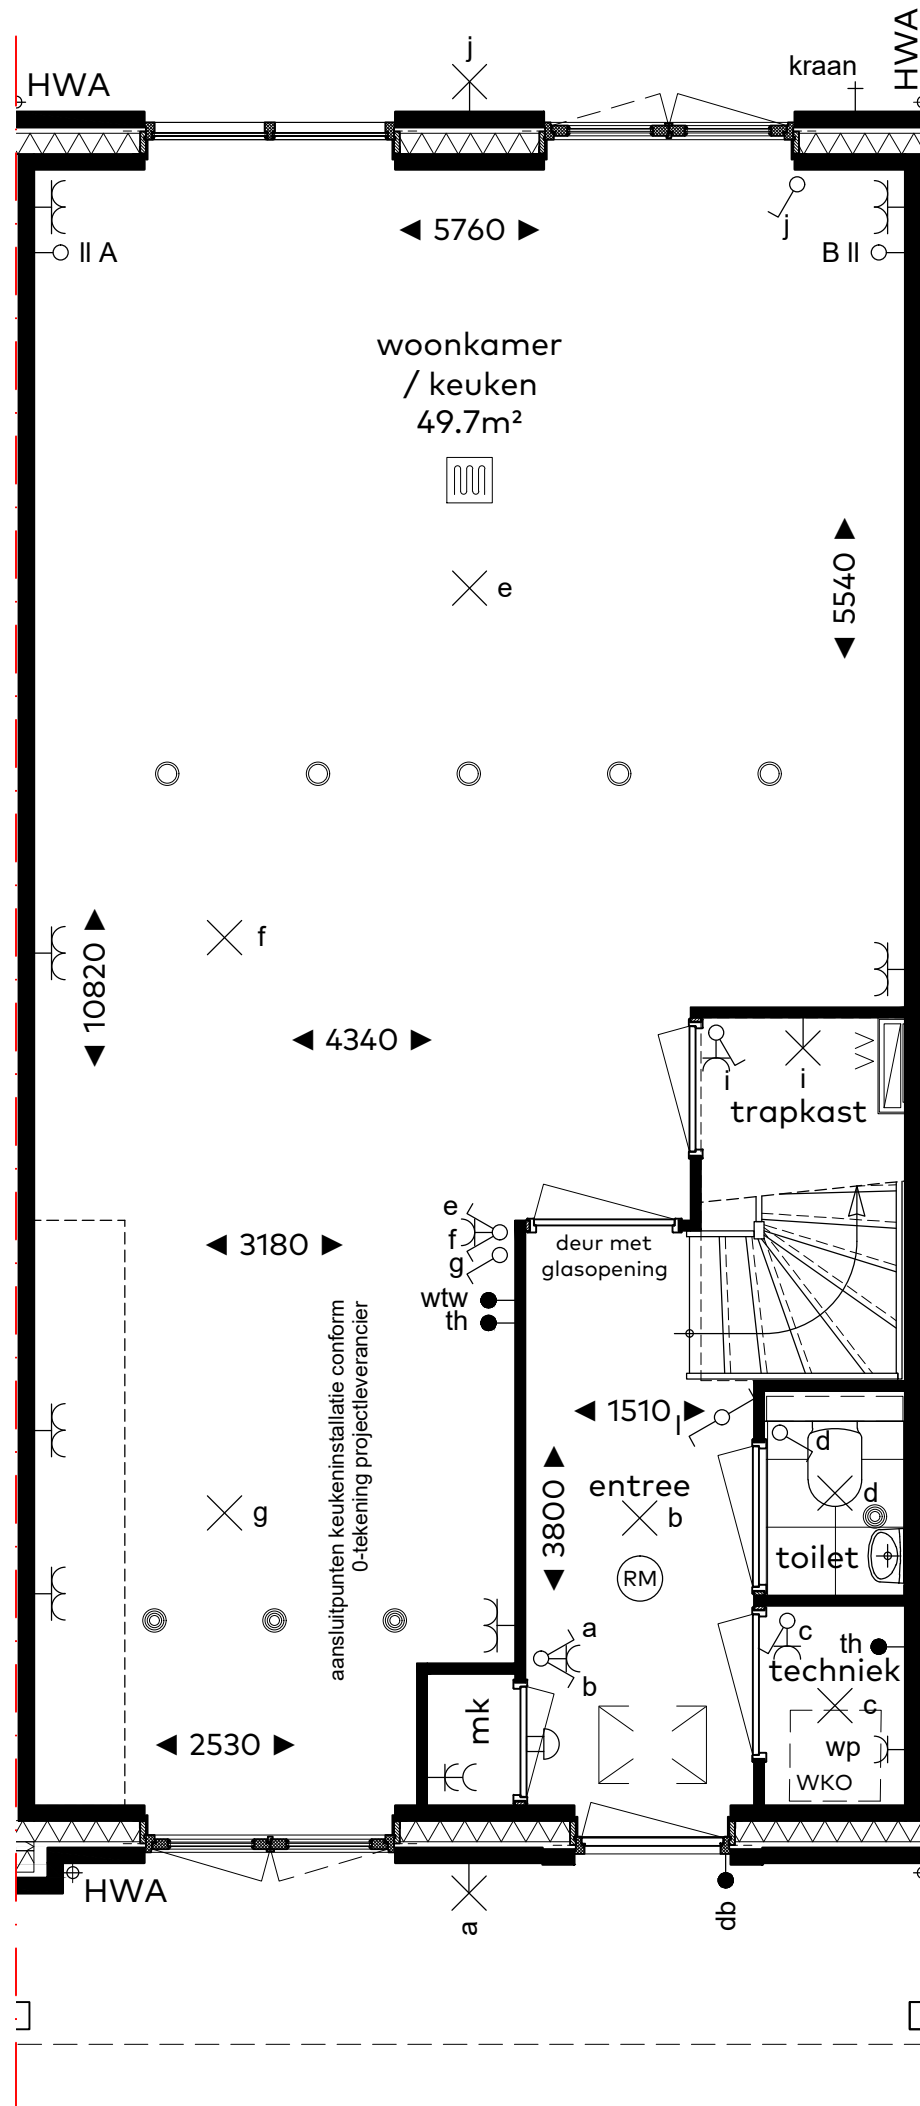 j
HWA
kraan
HWA
5760
j
II A
B II
woonkamer
/ keuken
49.7m²
e
5540
f
10820
4340
i
i
trapkast
e
f
g
3180
deur met
glasopening
wtw
th
aansluitpunten keukeninstallatie conform
0-tekening projectleverancier
1510
l
d
d
entree
b
3800
g
toilet
RM
a
b
c
th
techniek
c
mk
2530
wp
WKO
HWA
a
db